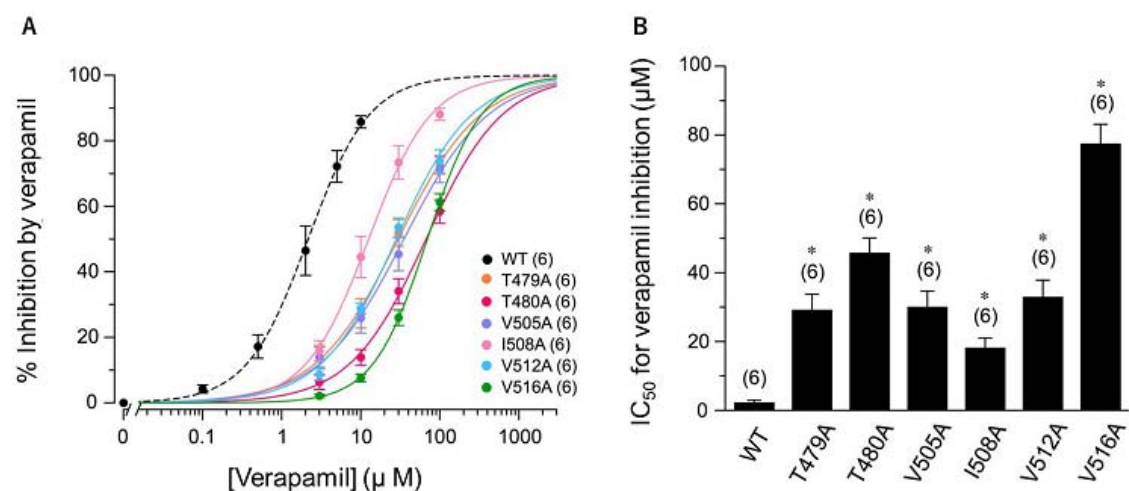 A
% Inhibition by verapamil
100
80
60
40
20
0
0
0.1
1
10
100
1000
[Verapamil] (μ M)
WT (6)
T479A (6)
T480A (6)
V505A (6)
I508A (6)
V512A (6)
V516A (6)
B
IC50 for verapamil inhibition (μM)
100
80
60
40
20
0
(6)
*
(6)
*
(6)
*
(6)
*
(6)
*
(6)
*
(6)
WT
T479A
T480A
V505A
I508A
V512A
V516A